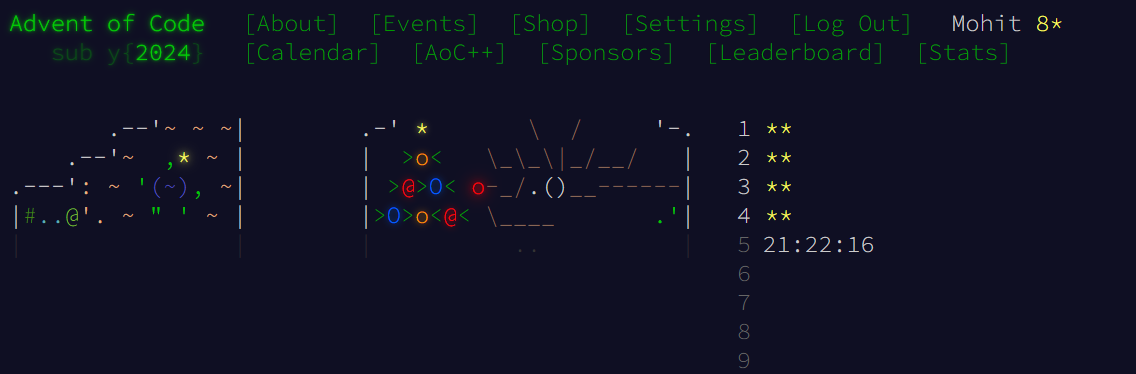 Advent of Code [About] [Events] [Shop] [Settings] [Log Out] Mohit 8*
sub y{2024} [Calendar] [AoC++] [Sponsors] [Leaderboard] [Stats]
.--'~ ~ ~| .-' * \ / '-. 1 **
.--'~ ,* ~ | | >o< \_\_\|_/__/ | 2 **
.---': ~ '(~), ~| | >@>O< o-_/.()__------| 3 **
|#..@'. ~ " ' ~ | |>O>o<@< \____ .'| 4 **
| | | .. | 5 21:22:16
6
7
8
9